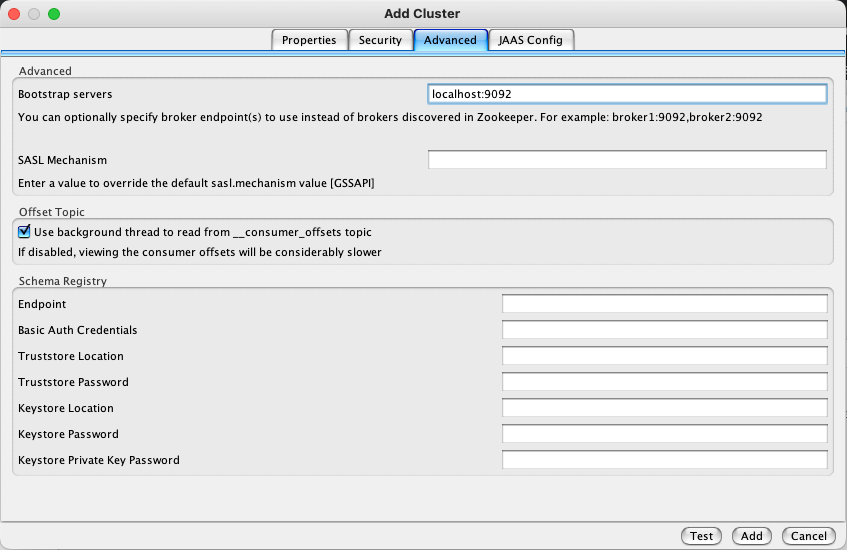 Add Cluster
Properties Security Advanced JAAS Config
Advanced
Bootstrap servers localhost:9092
You can optionally specify broker endpoint(s) to use instead of brokers discovered in Zookeeper. For example: broker1:9092,broker2:9092
SASL Mechanism
Enter a value to override the default sasl.mechanism value [GSSAPI]
Offset Topic
Use background thread to read from __consumer_offsets topic
If disabled, viewing the consumer offsets will be considerably slower
Schema Registry
Endpoint
Basic Auth Credentials
Truststore Location
Truststore Password
Keystore Location
Keystore Password
Keystore Private Key Password
Test Add Cancel